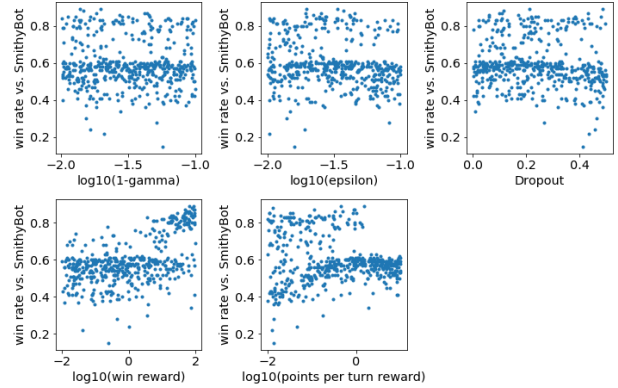 win rate vs. SmithyBot
0.8
0.6
0.4
0.2
−2.0 −1.5 −1.0
log10(1-gamma)
win rate vs. SmithyBot
0.8
0.6
0.4
0.2
−2.0 −1.5 −1.0
log10(epsilon)
win rate vs. SmithyBot
0.8
0.6
0.4
0.2
0.0 0.2 0.4
Dropout
win rate vs. SmithyBot
0.8
0.6
0.4
0.2
−2 0 2
log10(win reward)
win rate vs. SmithyBot
0.8
0.6
0.4
0.2
−2 0
log10(points per turn reward)